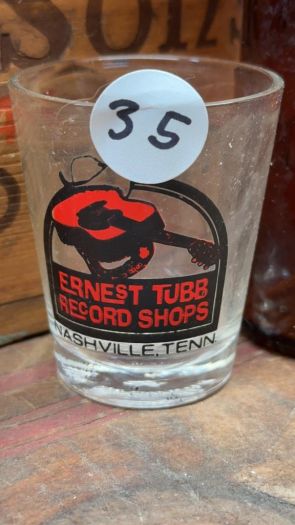 35
ERNEST TUBB
RECORD SHOPS
NASHVILLE, TENN.